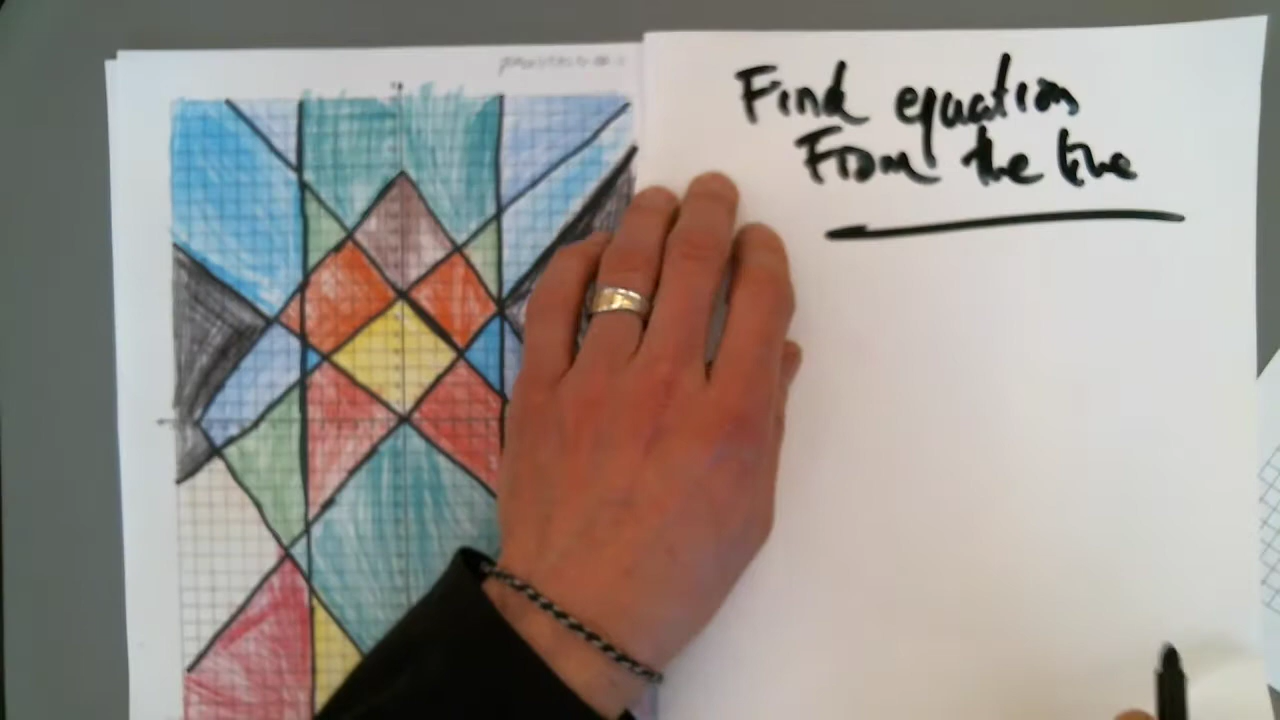 Find equation
From the line